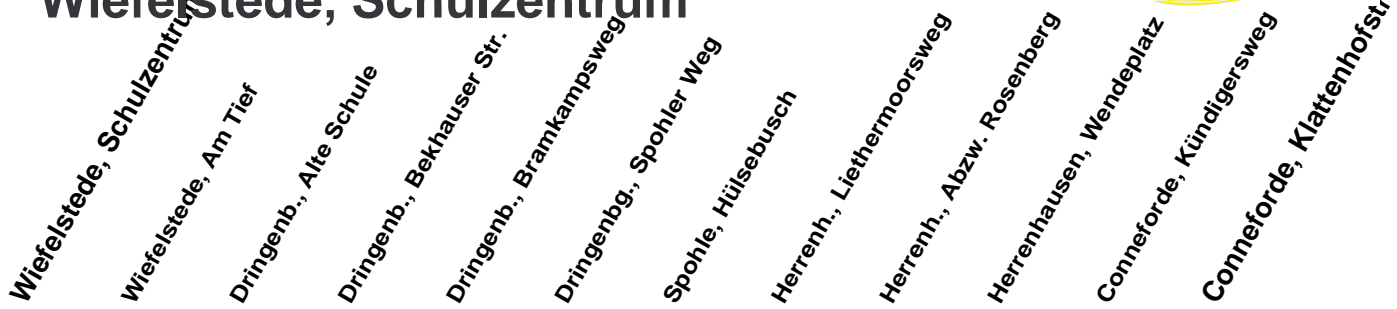 Wiefelstede, Schulzentrum
Wiefelstede, Schulzentrum
Wiefelstede, Am Tief
Dringenb., Alte Schule
Dringenb., Bekhauser Str.
Dringenb., Bramkampsweg
Dringenbg., Spohler Weg
Spohle, Hülsebusch
Herrenh., Liethermoorsweg
Herrenh., Abzw. Rosenberg
Herrenhausen, Wendeplatz
Conneforde, Kündigersweg
Conneforde, Klattenhofstr